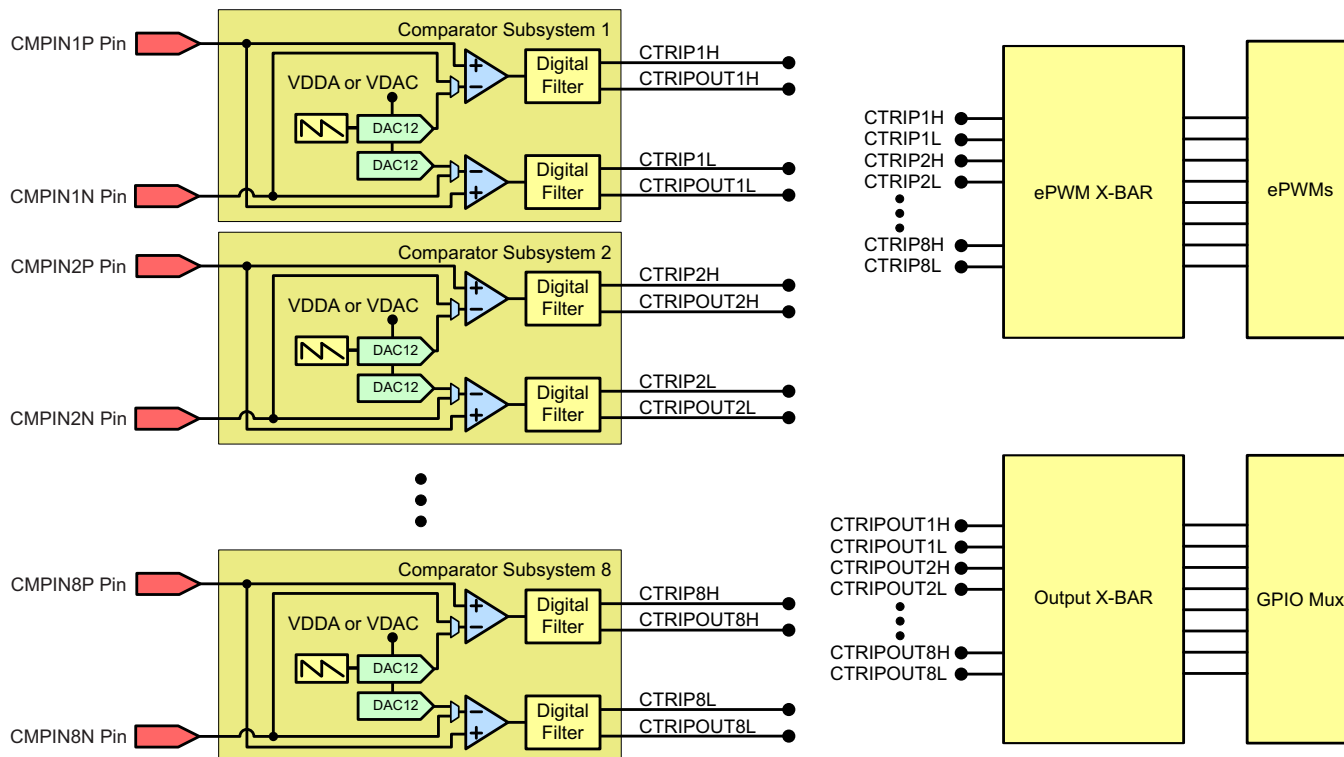 Comparator Subsystem 1
CMPIN1P Pin
VDDA or VDAC
DAC12
DAC12
+
−
−
+
Digital
Filter
Digital
Filter
CTRIP1H
CTRIPOUT1H
CTRIP1L
CTRIPOUT1L
CMPIN1N Pin
Comparator Subsystem 2
CMPIN2P Pin
VDDA or VDAC
DAC12
DAC12
+
−
−
+
Digital
Filter
Digital
Filter
CTRIP2H
CTRIPOUT2H
CTRIP2L
CTRIPOUT2L
CMPIN2N Pin
Comparator Subsystem 8
CMPIN8P Pin
VDDA or VDAC
DAC12
DAC12
+
−
−
+
Digital
Filter
Digital
Filter
CTRIP8H
CTRIPOUT8H
CTRIP8L
CTRIPOUT8L
CMPIN8N Pin
CTRIP1H
CTRIP1L
CTRIP2H
CTRIP2L
CTRIP8H
CTRIP8L
ePWM X-BAR
ePWMs
CTRIPOUT1H
CTRIPOUT1L
CTRIPOUT2H
CTRIPOUT2L
CTRIPOUT8H
CTRIPOUT8L
Output X-BAR
GPIO Mux